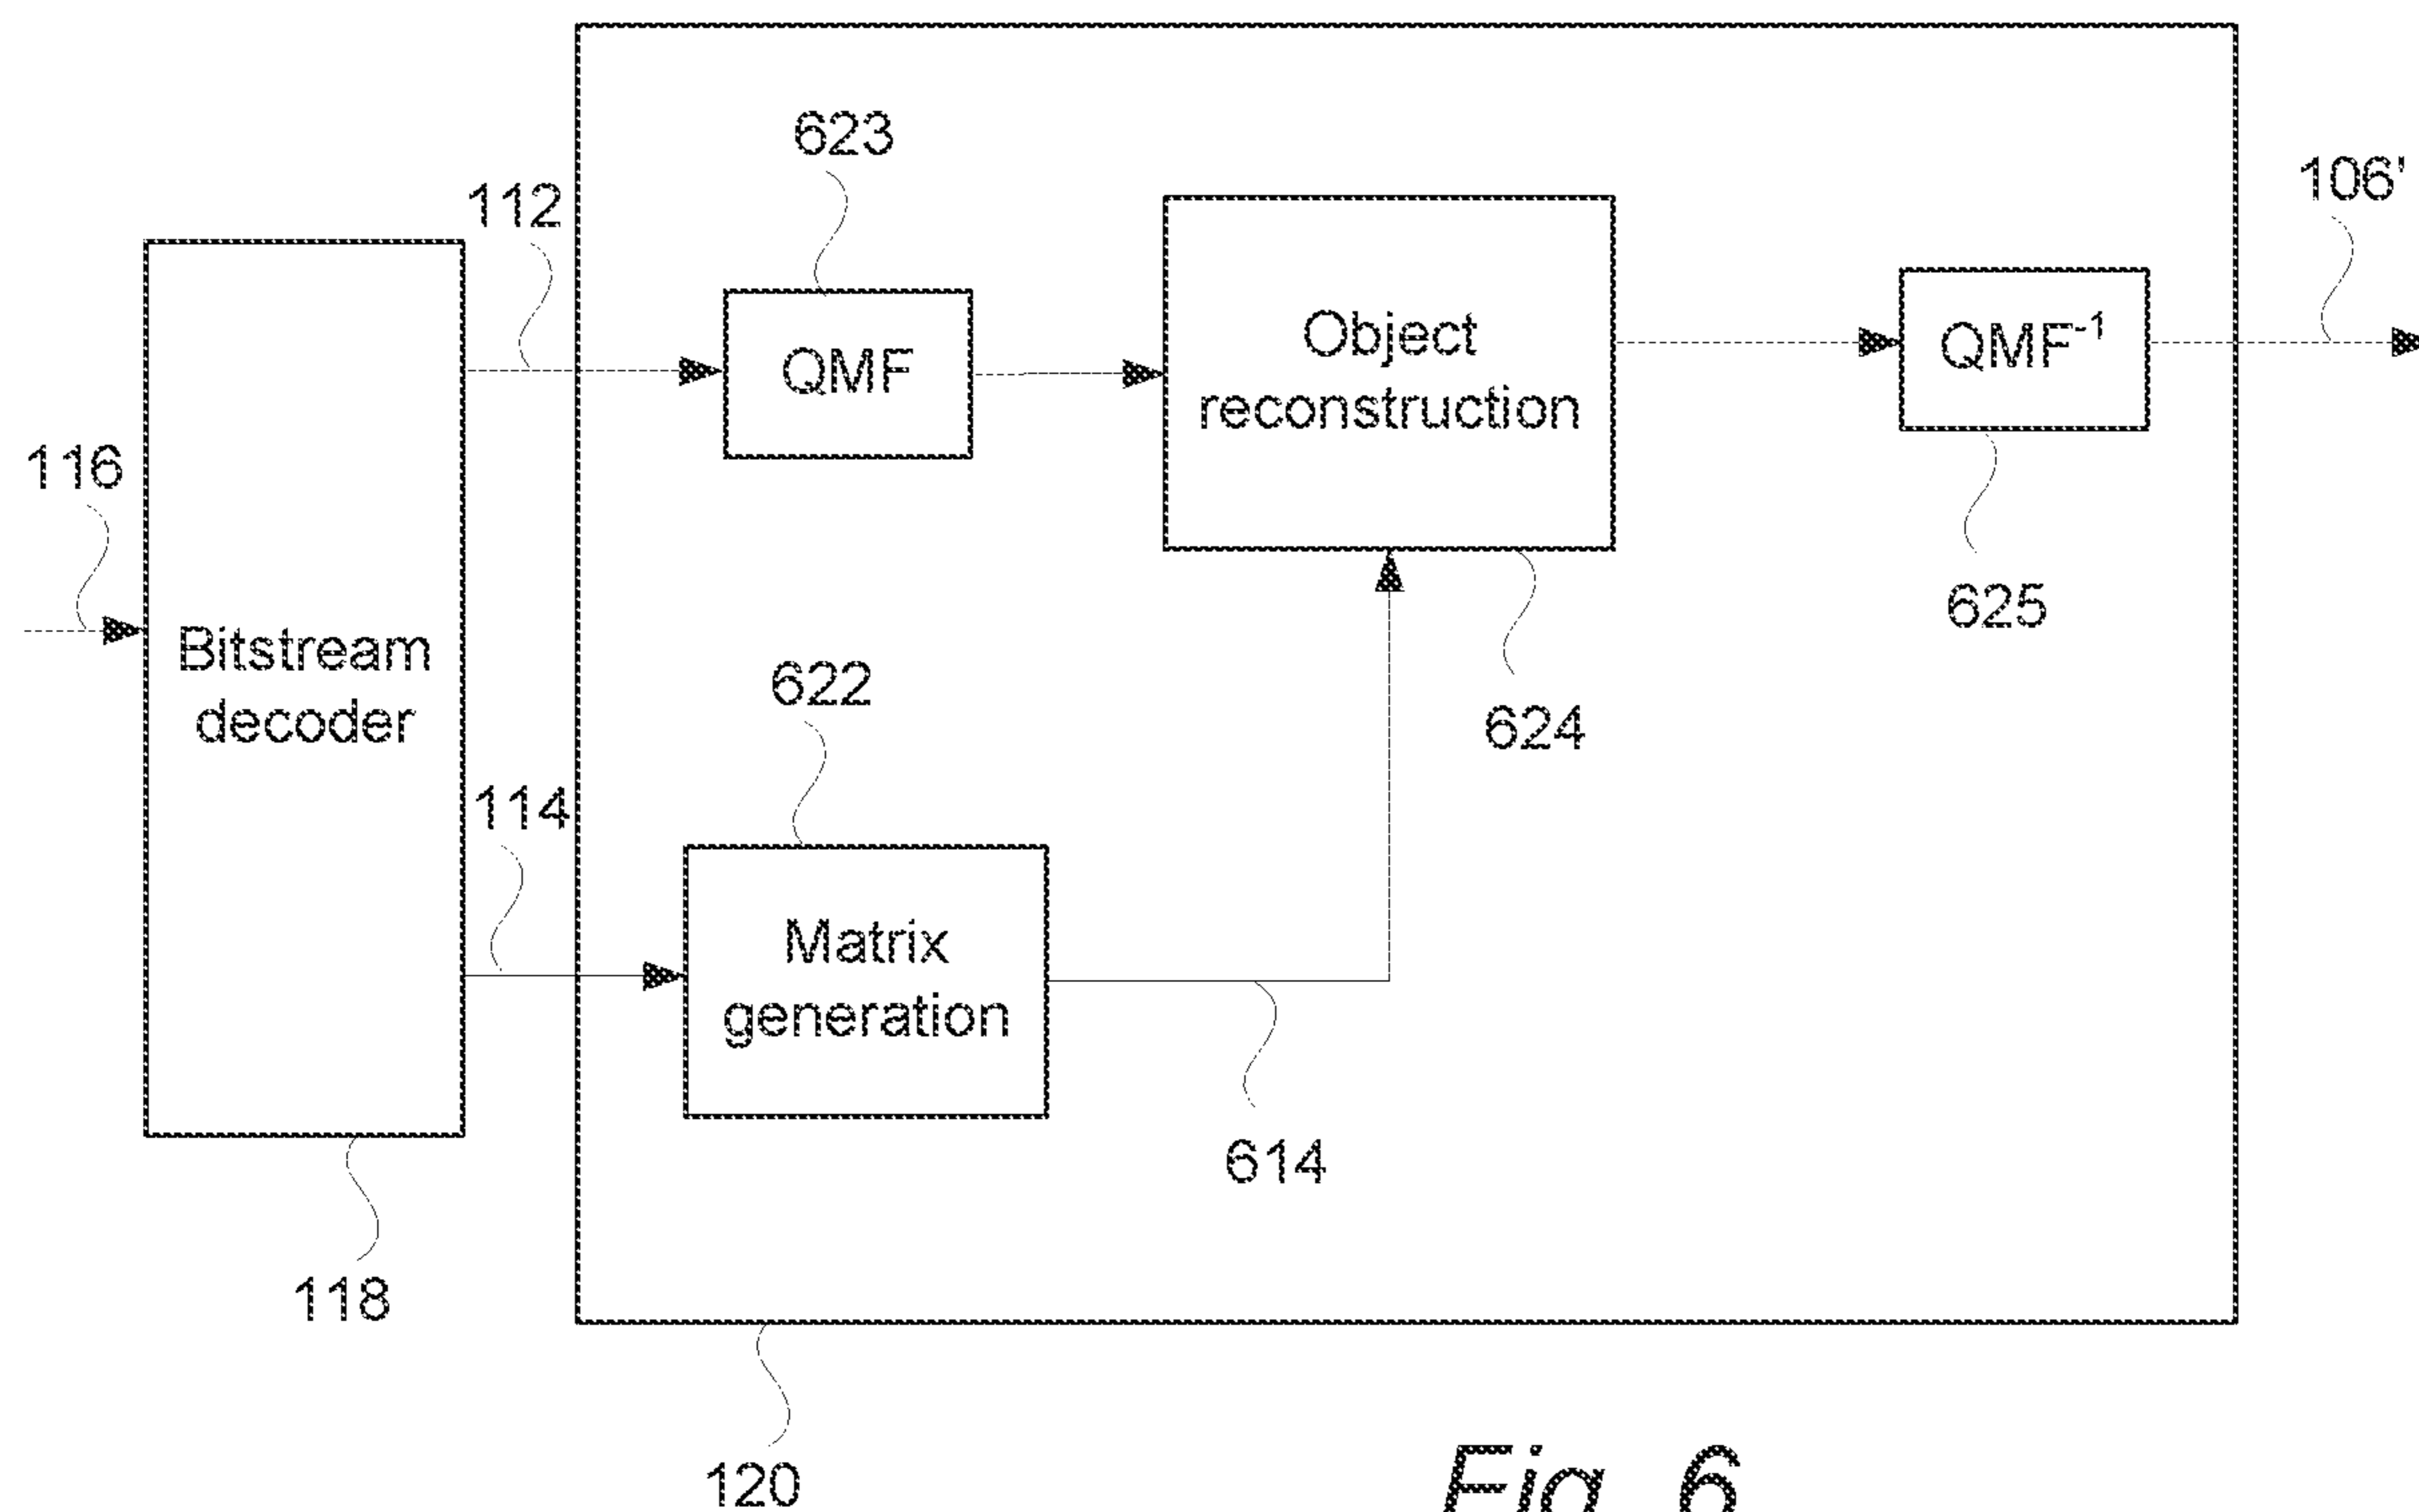 623
106'
112
QMF
Object
reconstruction
QMF⁻¹
116
625
Bitstream
decoder
622
624
114
Matrix
generation
614
118
120
Fig. 6